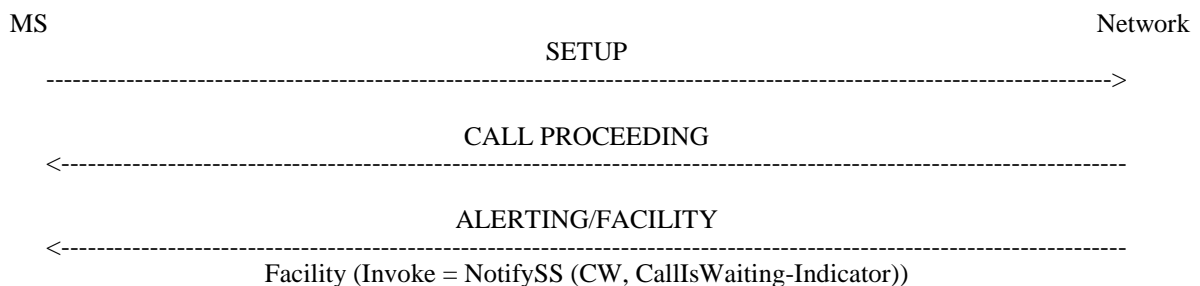 MS Network
SETUP
------------------------------------------------------------------------------------------------------------------------>
CALL PROCEEDING
<------------------------------------------------------------------------------------------------------------------------
ALERTING/FACILITY
<------------------------------------------------------------------------------------------------------------------------
Facility (Invoke = NotifySS (CW, CallIsWaiting-Indicator))